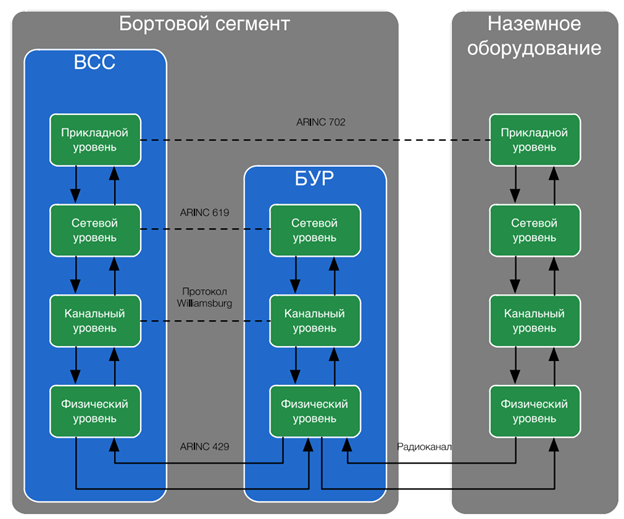 Бортовой сегмент
Наземное
оборудование
ВСС
БУР
ARINC 702
Прикладной
уровень
Прикладной
уровень
ARINC 619
Сетевой
уровень
Сетевой
уровень
Сетевой
уровень
Протокол
Williamsburg
Канальный
уровень
Канальный
уровень
Канальный
уровень
Физический
уровень
Физический
уровень
Физический
уровень
ARINC 429
Радиоканал